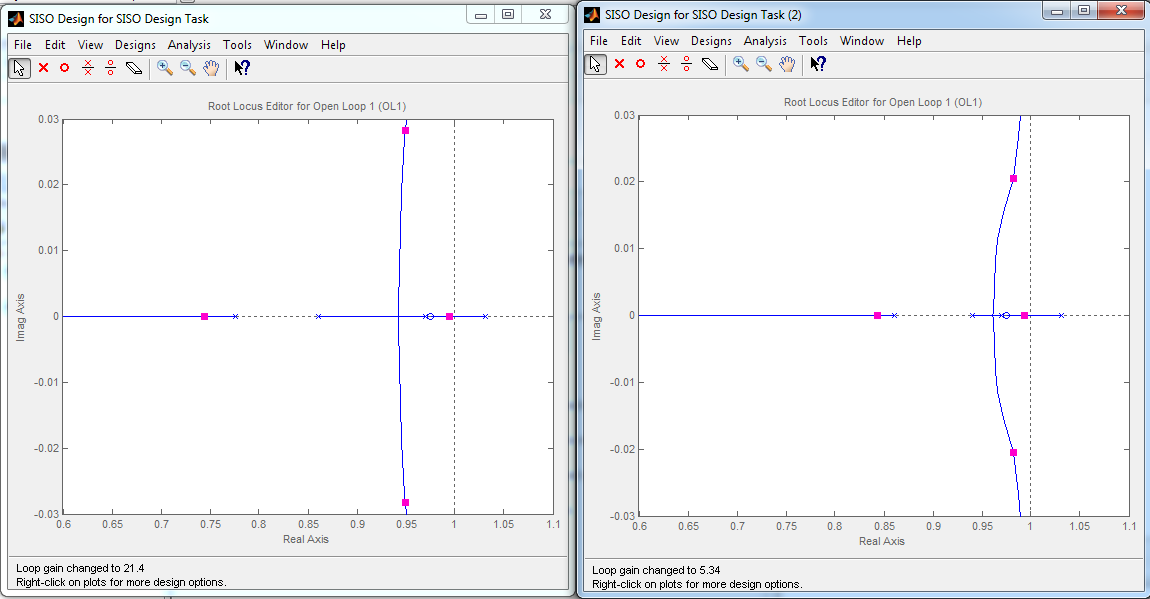 SISO Design for SISO Design Task
File Edit View Designs Analysis Tools Window Help
Root Locus Editor for Open Loop 1 (OL1)
0.03
0.02
0.01
0
-0.01
-0.02
-0.03
Imag Axis
0.6 0.65 0.7 0.75 0.8 0.85 0.9 0.95 1 1.05 1.1
Real Axis
Loop gain changed to 21.4
Right-click on plots for more design options.
SISO Design for SISO Design Task (2)
File Edit View Designs Analysis Tools Window Help
Root Locus Editor for Open Loop 1 (OL1)
0.03
0.02
0.01
0
-0.01
-0.02
-0.03
Imag Axis
0.6 0.65 0.7 0.75 0.8 0.85 0.9 0.95 1 1.05 1.1
Real Axis
Loop gain changed to 5.34
Right-click on plots for more design options.